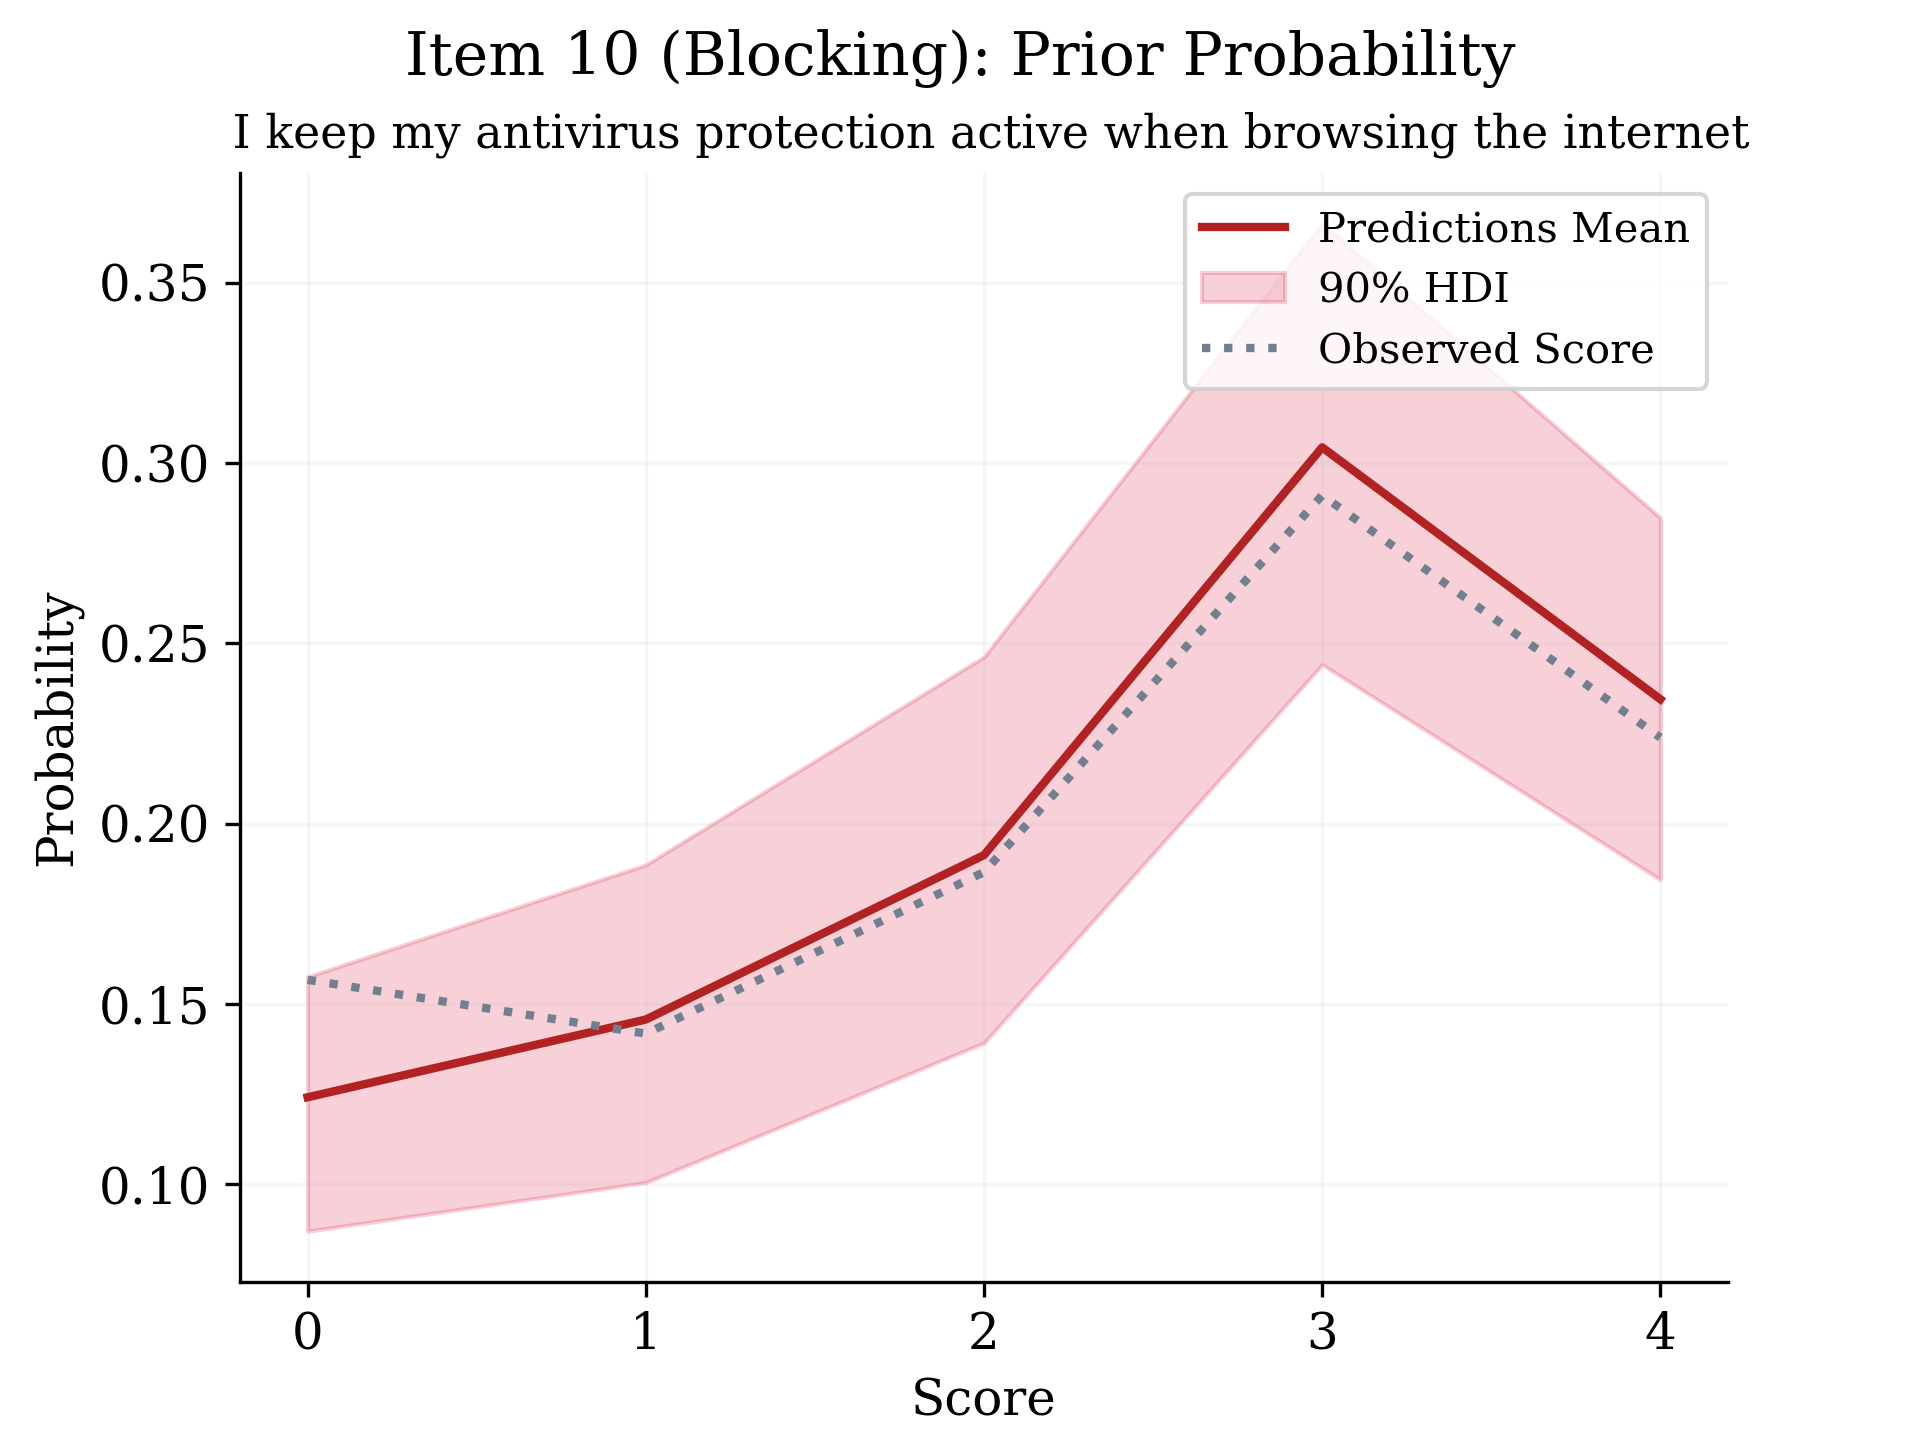 Item 10 (Blocking): Prior Probability
I keep my antivirus protection active when browsing the internet
Predictions Mean
90% HDI
Observed Score
0.35
0.30
0.25
0.20
0.15
0.10
Probability
0 1 2 3 4
Score